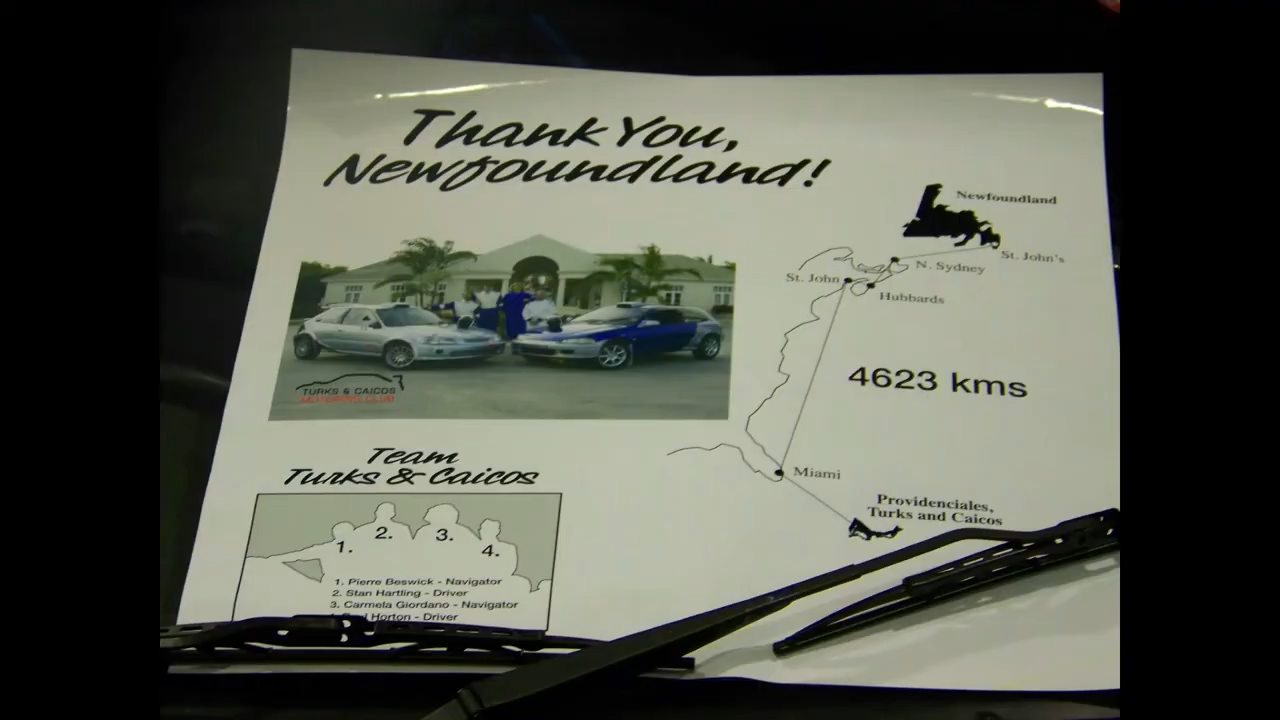 Thank You,
Newfoundland!
Newfoundland
St. John's
N. Sydney
St. John
Hubbards
4623 kms
TURKS & CAICOS
MOTORING CLUB
Miami
Providenciales,
Turks and Caicos
Team
Turks & Caicos
1.
2.
3.
4.
1. Pierre Beswick - Navigator
2. Stan Hartling - Driver
3. Carmela Giordano - Navigator
Horton - Driver